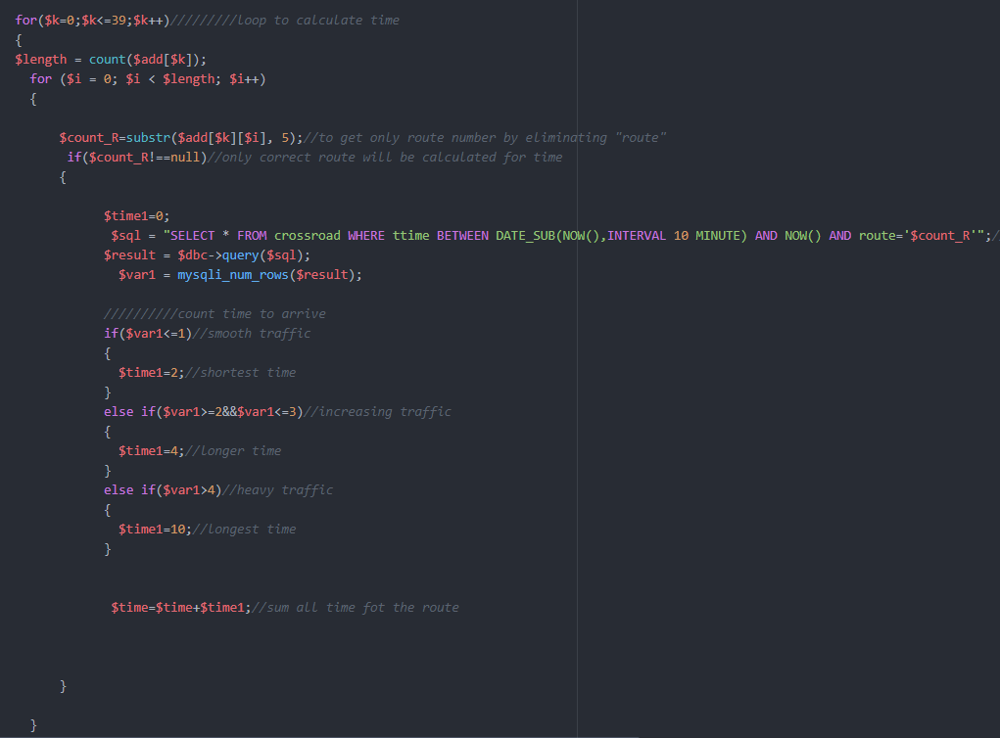 for($k=0;$k<=39;$k++)/////////loop to calculate time
{
$length = count($add[$k]);
for ($i = 0; $i < $length; $i++)
{
$count_R=substr($add[$k][$i], 5);//to get only route number by eliminating "route"
if($count_R!==null)//only correct route will be calculated for time
{
$time1=0;
$sql = "SELECT * FROM crossroad WHERE ttime BETWEEN DATE_SUB(NOW(),INTERVAL 10 MINUTE) AND NOW() AND route='$count_R'";/
$result = $dbc->query($sql);
$var1 = mysqli_num_rows($result);
//////////count time to arrive
if($var1<=1)//smooth traffic
{
$time1=2;//shortest time
}
else if($var1>=2&&$var1<=3)//increasing traffic
{
$time1=4;//longer time
}
else if($var1>4)//heavy traffic
{
$time1=10;//longest time
}
$time=$time+$time1;//sum all time fot the route
}
}